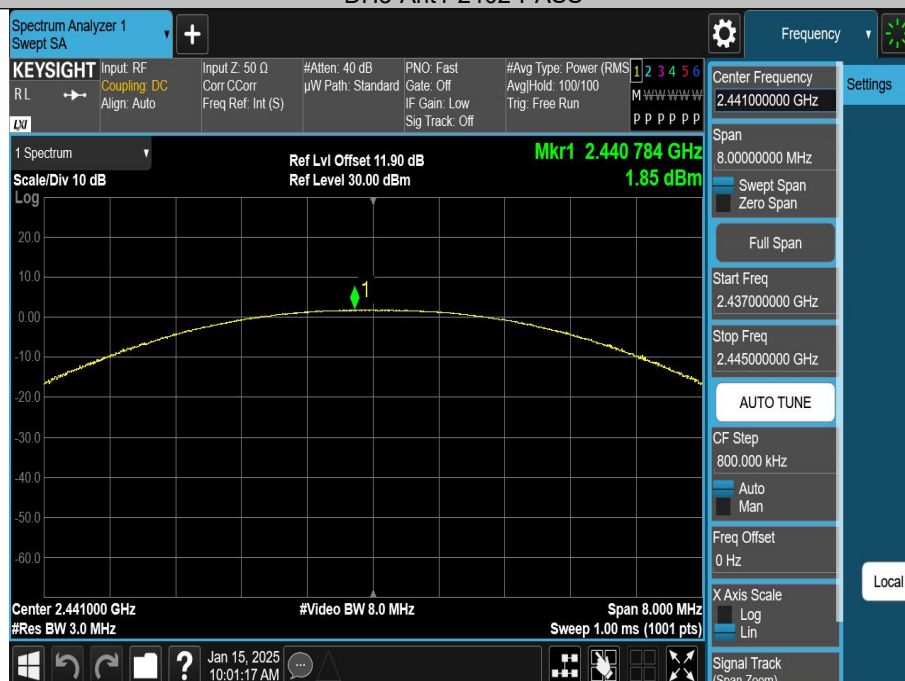 Spectrum Analyzer 1
Swept SA
Frequency
KEYSIGHT
RL
LXI
Input: RF
Coupling: DC
Align: Auto
Input Z: 50 Ω
Corr CCorr
Freq Ref: Int (S)
#Atten: 40 dB
µW Path: Standard
PNO: Fast
Gate: Off
IF Gain: Low
Sig Track: Off
#Avg Type: Power (RMS
Avg|Hold: 100/100
Trig: Free Run
1 2 3 4 5 6
M W W W W W
P P P P P P
Center Frequency
2.441000000 GHz
Settings
1 Spectrum
Scale/Div 10 dB
Log
Ref Lvl Offset 11.90 dB
Ref Level 30.00 dBm
Mkr1 2.440 784 GHz
1.85 dBm
Span
8.00000000 MHz
Swept Span
Zero Span
Full Span
Start Freq
2.437000000 GHz
Stop Freq
2.445000000 GHz
AUTO TUNE
CF Step
800.000 kHz
Auto
Man
Freq Offset
0 Hz
X Axis Scale
Log
Lin
Local
Signal Track
(Span Zoom)
20.0
10.0
1
0.00
-10.0
-20.0
-30.0
-40.0
-50.0
-60.0
Center 2.441000 GHz
#Res BW 3.0 MHz
#Video BW 8.0 MHz
Span 8.000 MHz
Sweep 1.00 ms (1001 pts)
?
Jan 15, 2025
10:01:17 AM